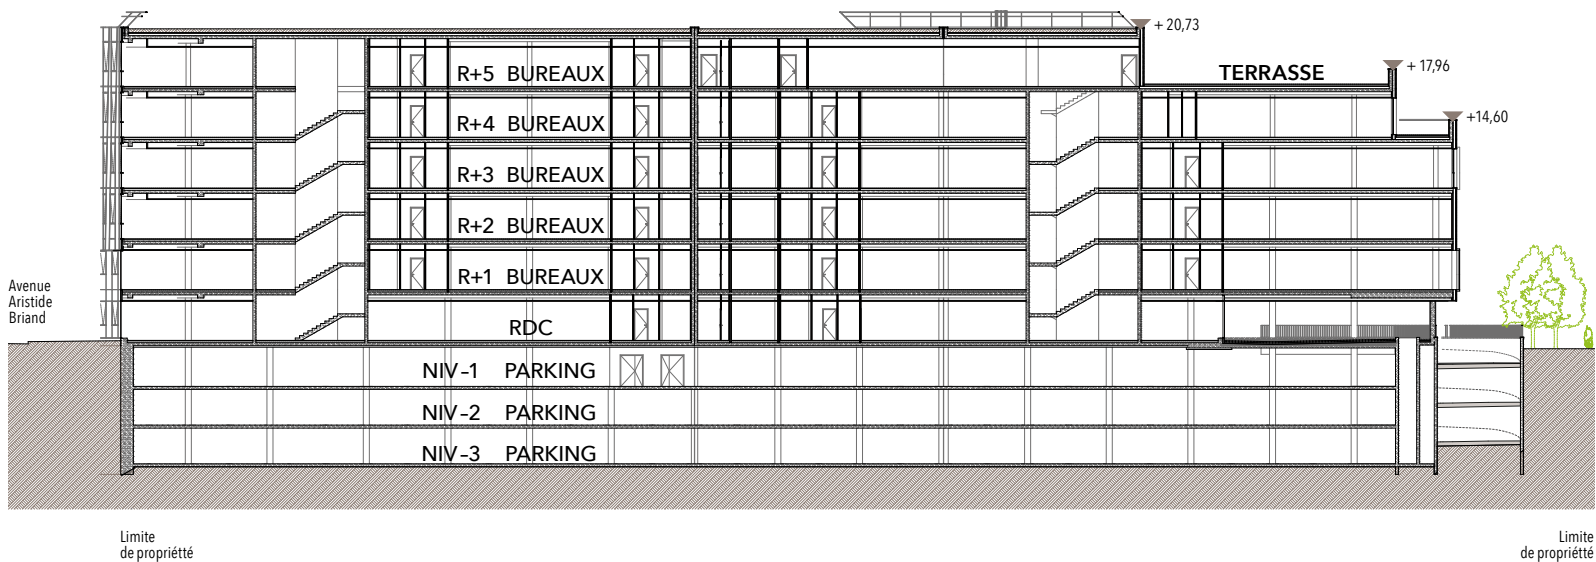 + 20,73
+ 17,96
+14,60
TERRASSE
R+5 BUREAUX
R+4 BUREAUX
R+3 BUREAUX
R+2 BUREAUX
R+1 BUREAUX
RDC
NIV-1 PARKING
NIV-2 PARKING
NIV-3 PARKING
Avenue
Aristide
Briand
Limite
de propriétté
Limite
de propriétté